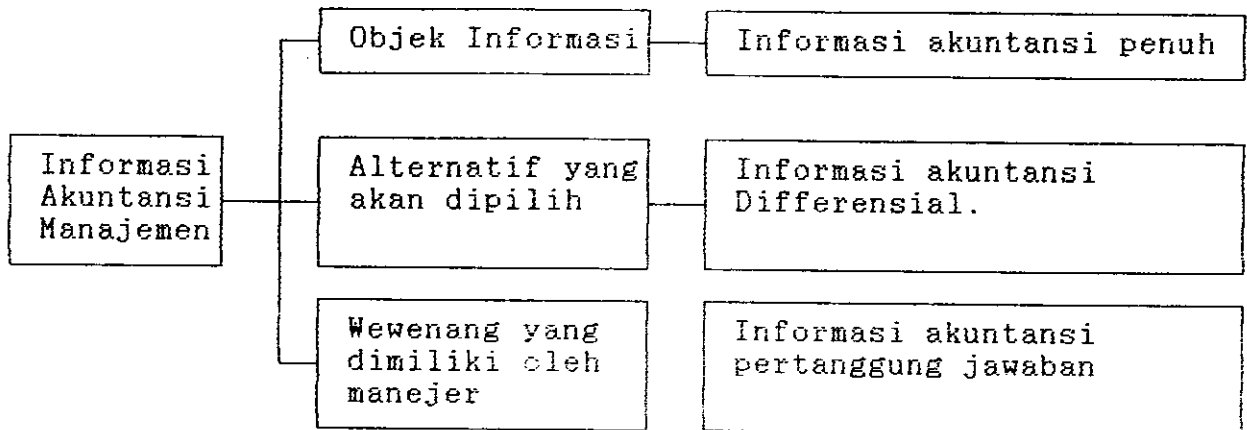 Objek Informasi
Informasi akuntansi penuh
Informasi
Akuntansi
Manajemen
Alternatif yang
akan dipilih
Informasi akuntansi
Differensial.
Wewenang yang
dimiliki oleh
manejer
Informasi akuntansi
pertanggung jawaban